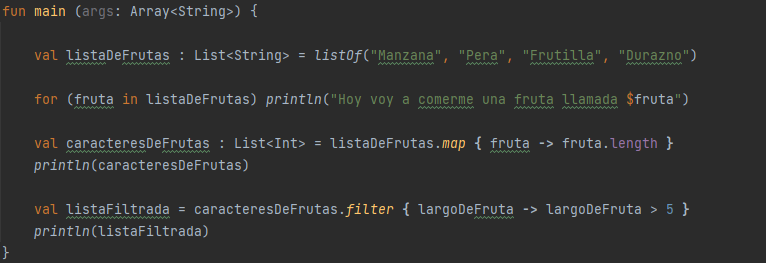 fun main (args: Array<String>) {
val listaDeFrutas : List<String> = listOf("Manzana", "Pera", "Frutilla", "Durazno")
for (fruta in listaDeFrutas) println("Hoy voy a comerme una fruta llamada $fruta")
val caracteresDeFrutas : List<Int> = listaDeFrutas.map { fruta -> fruta.length }
println(caracteresDeFrutas)
val listaFiltrada = caracteresDeFrutas.filter { largoDeFruta -> largoDeFruta > 5 }
println(listaFiltrada)
}